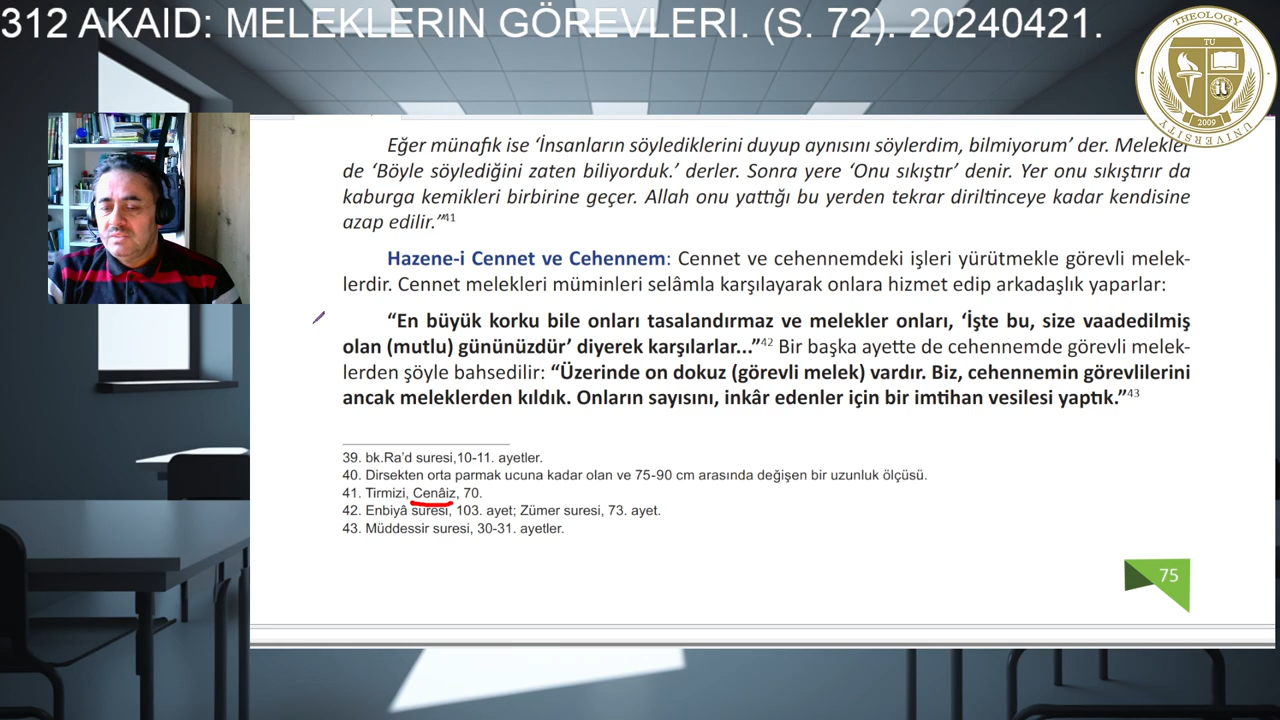 312 AKAID: MELEKLERIN GÖREVLERI. (S. 72). 20240421.
THEOLOGY
TU
2009
UNIVERSITY
Eğer münafık ise ‘İnsanların söylediklerini duyup aynısını söylerdim, bilmiyorum’ der. Melekler
de ‘Böyle söylediğini zaten biliyorduk.’ derler. Sonra yere ‘Onu sıkıştır’ denir. Yer onu sıkıştırır da
kaburga kemikleri birbirine geçer. Allah onu yattığı bu yerden tekrar diriltinceye kadar kendisine
azap edilir.”41
Hazene-i Cennet ve Cehennem: Cennet ve cehennemdeki işleri yürütmekle görevli melek-
lerdir. Cennet melekleri müminleri selâmla karşılayarak onlara hizmet edip arkadaşlık yaparlar:
“En büyük korku bile onları tasalandırmaz ve melekler onları, ‘İşte bu, size vaadedilmiş
olan (mutlu) gününüzdür’ diyerek karşılarlar...”42 Bir başka ayette de cehennemde görevli melek-
lerden şöyle bahsedilir: “Üzerinde on dokuz (görevli melek) vardır. Biz, cehennemin görevlilerini
ancak meleklerden kıldık. Onların sayısını, inkâr edenler için bir imtihan vesilesi yaptık.”43
39. bk.Ra’d suresi,10-11. ayetler.
40. Dirsekten orta parmak ucuna kadar olan ve 75-90 cm arasında değişen bir uzunluk ölçüsü.
41. Tirmizi, Cenâiz, 70.
42. Enbiyâ suresi, 103. ayet; Zümer suresi, 73. ayet.
43. Müddessir suresi, 30-31. ayetler.
75